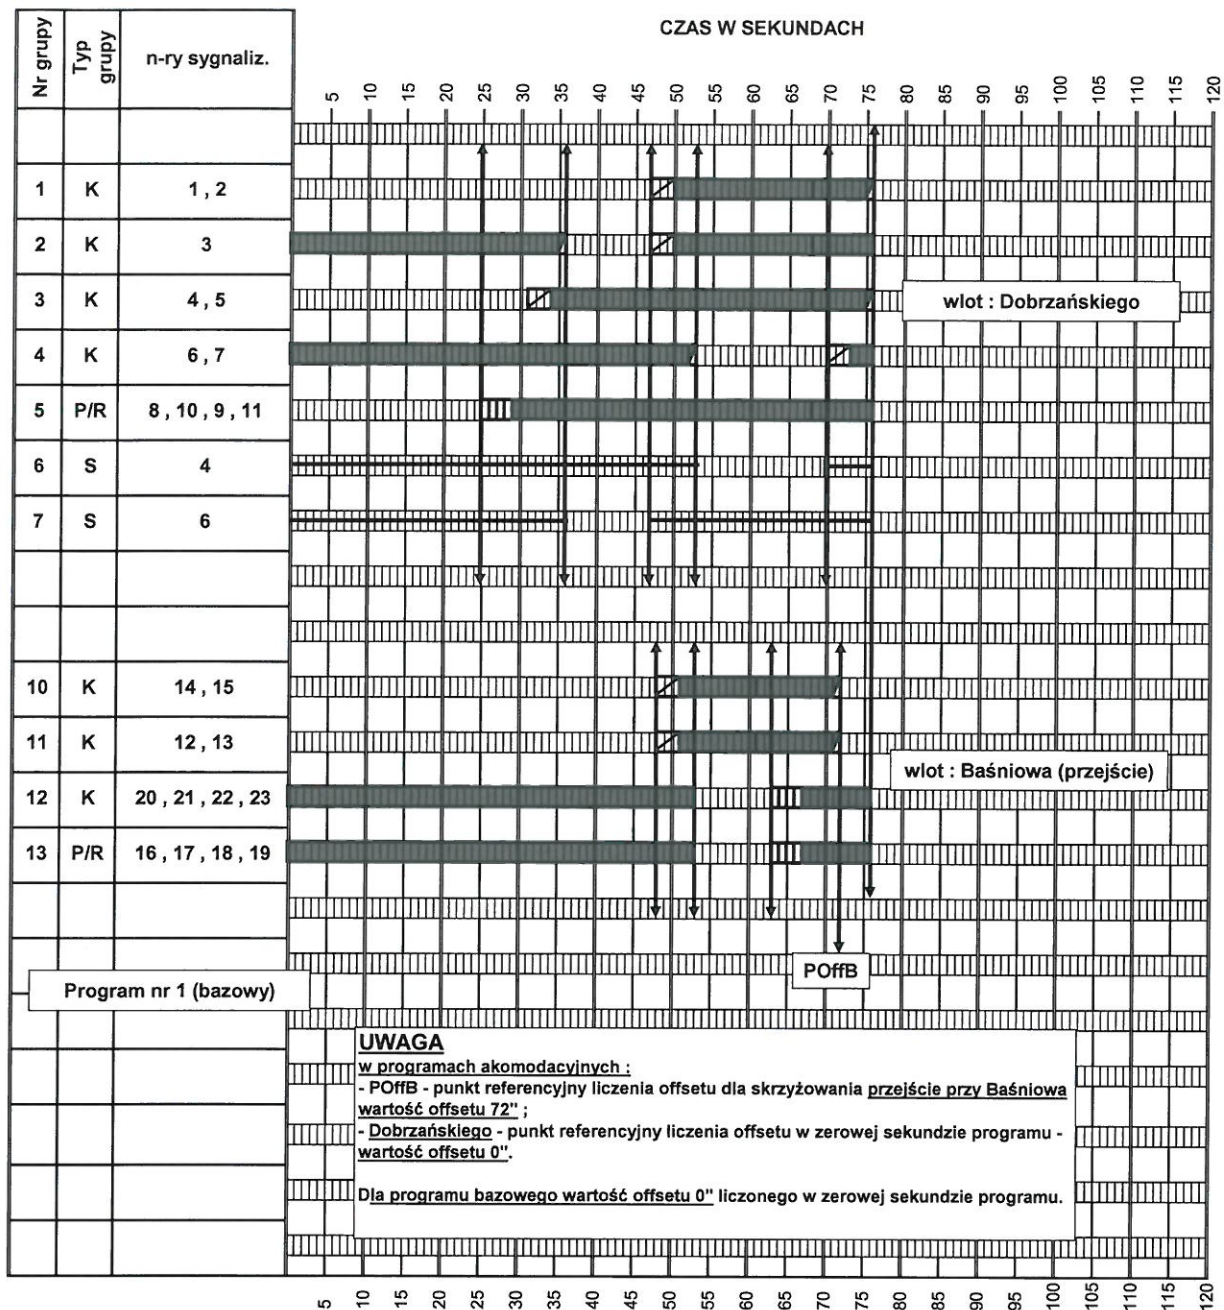 CZAS W SEKUNDACH
Nr grupy
Typ grupy
n-ry sygnaliz.
5 10 15 20 25 30 35 40 45 50 55 60 65 70 75 80 85 90 95 100 105 110 115 120
1 K 1 , 2
2 K 3
3 K 4 , 5
wlot : Dobrzańskiego
4 K 6 , 7
5 P/R 8 , 10 , 9 , 11
6 S 4
7 S 6
10 K 14 , 15
11 K 12 , 13
wlot : Baśniowa (przejście)
12 K 20 , 21 , 22 , 23
13 P/R 16 , 17 , 18 , 19
POffB
Program nr 1 (bazowy)
UWAGA
w programach akomodacyjnych :
- POffB - punkt referencyjny liczenia offsetu dla skrzyżowania przejście przy Baśniowa
wartość offsetu 72" ;
- Dobrzańskiego - punkt referencyjny liczenia offsetu w zerowej sekundzie programu -
wartość offsetu 0".
Dla programu bazowego wartość offsetu 0" liczonego w zerowej sekundzie programu.
5 10 15 20 25 30 35 40 45 50 55 60 65 70 75 80 85 90 95 100 105 110 115 120